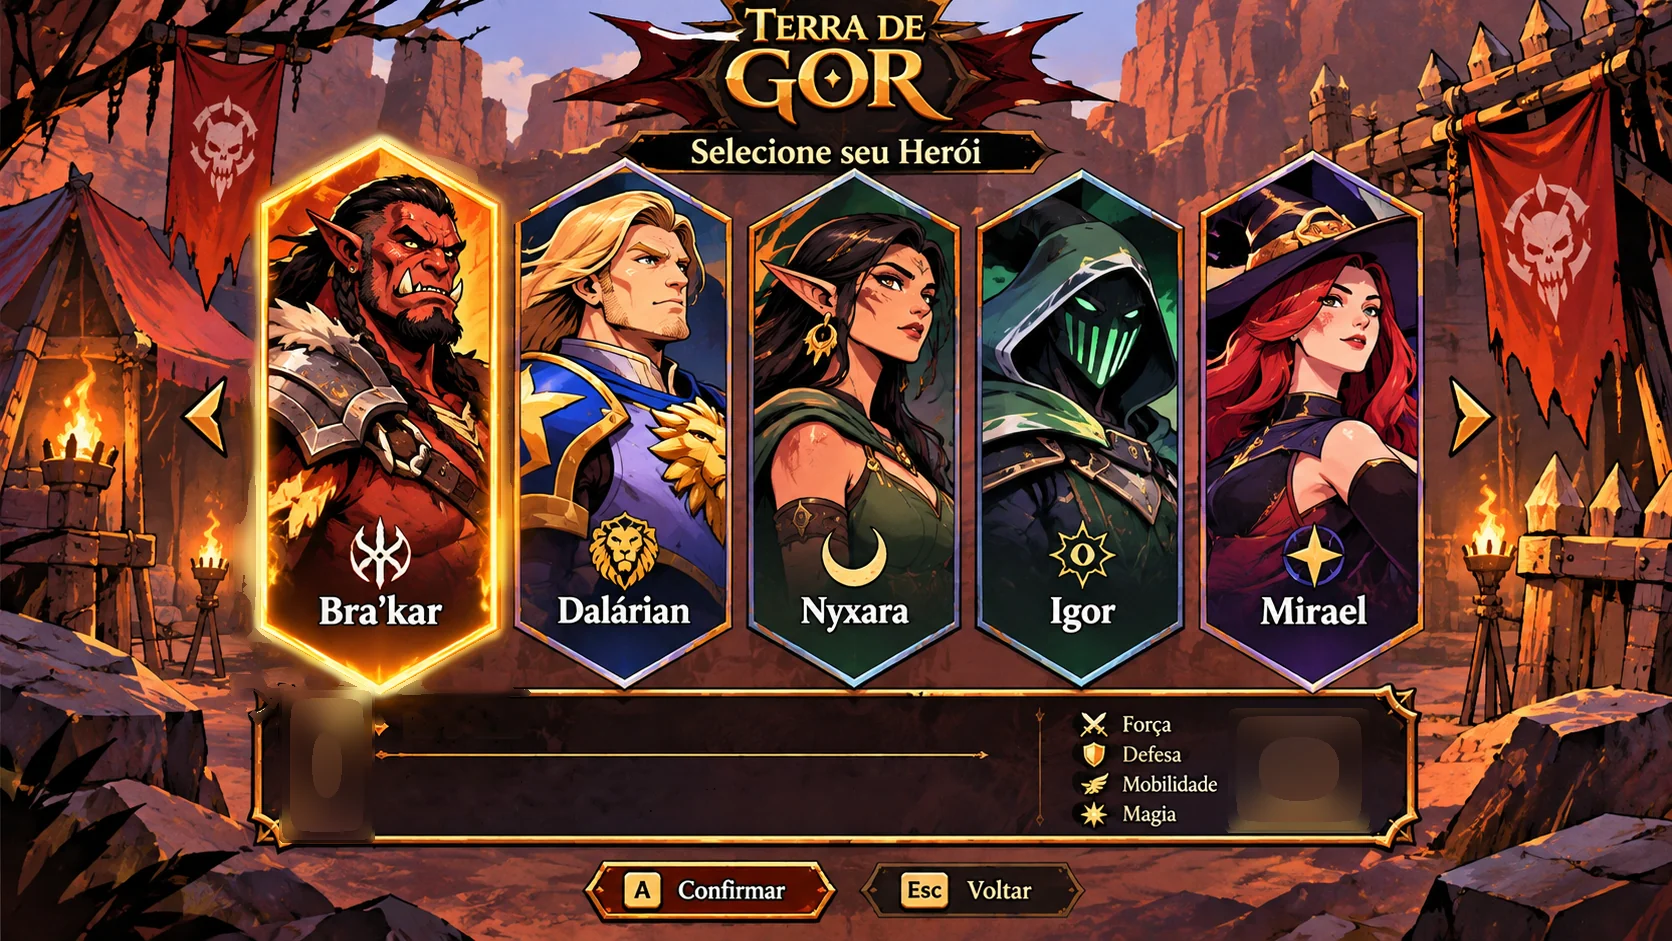 TERRA DE
GOR
Selecione seu Herói
Bra'kar
Dalárian
Nyxara
Igor
Mirael
Força
Defesa
Mobilidade
Magia
A Confirmar
Esc Voltar